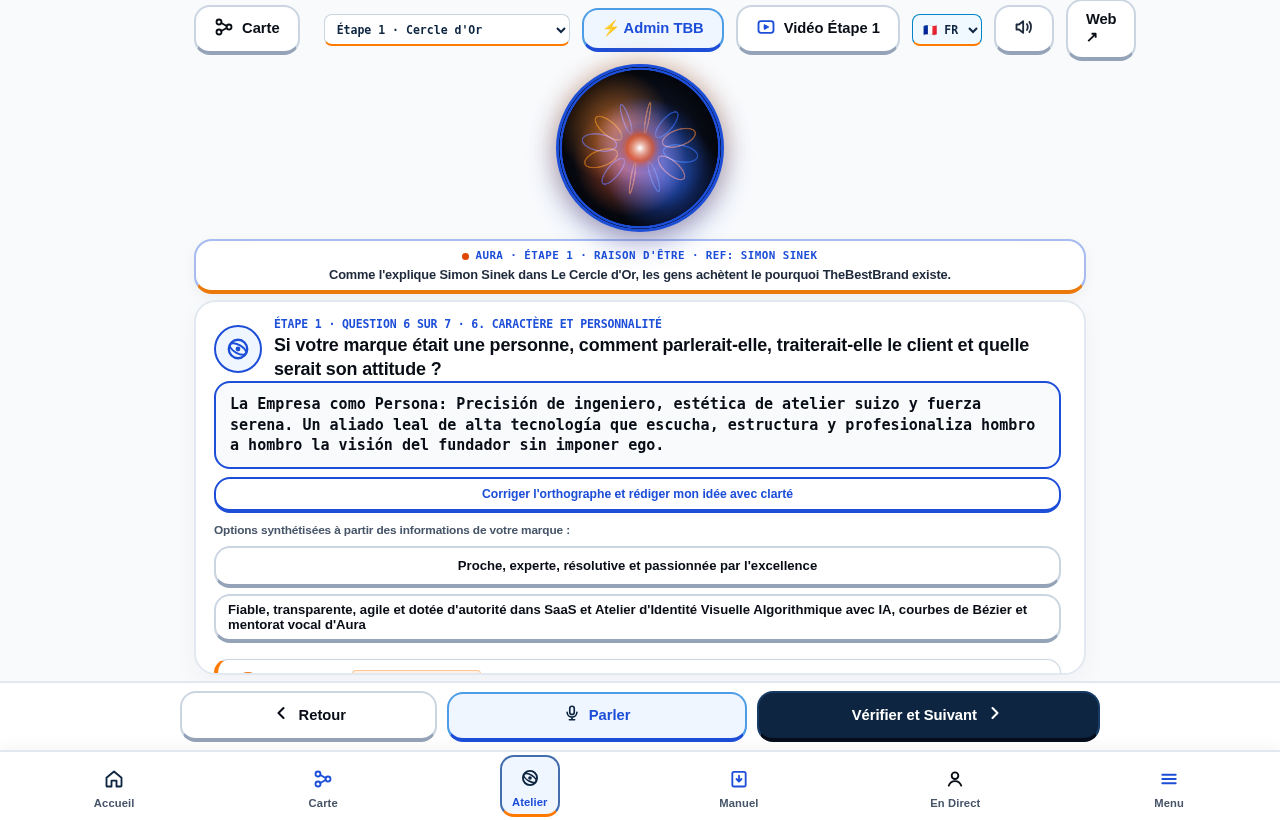 Carte
Étape 1 · Cercle d'Or
⚡ Admin TBB
Vidéo Étape 1
🇫🇷 FR
Web
↗
AURA · ÉTAPE 1 · RAISON D'ÊTRE · REF: SIMON SINEK
Comme l'explique Simon Sinek dans Le Cercle d'Or, les gens achètent le pourquoi TheBestBrand existe.
ÉTAPE 1 · QUESTION 6 SUR 7 · 6. CARACTÈRE ET PERSONNALITÉ
Si votre marque était une personne, comment parlerait-elle, traiterait-elle le client et quelle
serait son attitude ?
La Empresa como Persona: Precisión de ingeniero, estética de atelier suizo y fuerza
serena. Un aliado leal de alta tecnología que escucha, estructura y profesionaliza hombro
a hombro la visión del fundador sin imponer ego.
Corriger l'orthographe et rédiger mon idée avec clarté
Options synthétisées à partir des informations de votre marque :
Proche, experte, résolutive et passionnée par l'excellence
Fiable, transparente, agile et dotée d'autorité dans SaaS et Atelier d'Identité Visuelle Algorithmique avec IA, courbes de Bézier et
mentorat vocal d'Aura
Retour
Parler
Vérifier et Suivant
Accueil
Carte
Atelier
Manuel
En Direct
Menu